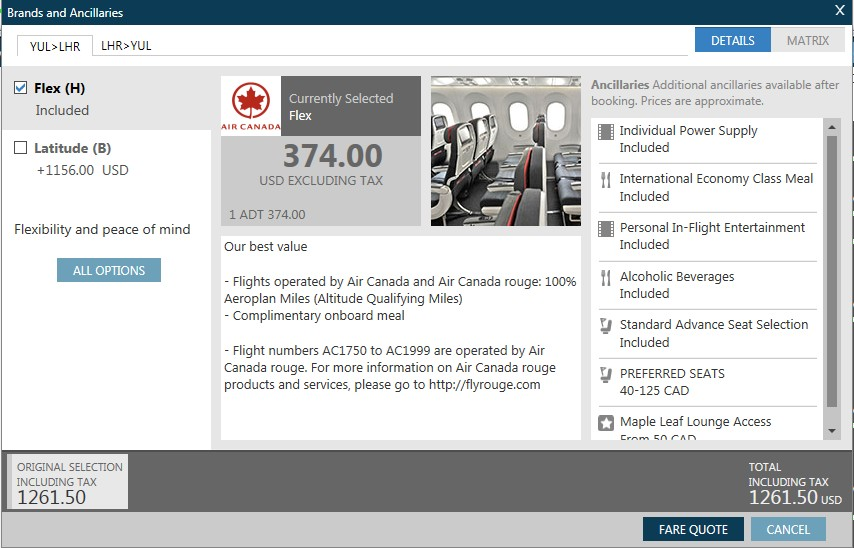 Brands and Ancillaries
X
YUL>LHR
LHR>YUL
DETAILS
MATRIX
Flex (H)
Included
Latitude (B)
+1156.00 USD
Flexibility and peace of mind
ALL OPTIONS
AIR CANADA
Currently Selected
Flex
374.00
USD EXCLUDING TAX
1 ADT 374.00
Our best value
- Flights operated by Air Canada and Air Canada rouge: 100%
Aeroplan Miles (Altitude Qualifying Miles)
- Complimentary onboard meal
- Flight numbers AC1750 to AC1999 are operated by Air
Canada rouge. For more information on Air Canada rouge
products and services, please go to http://flyrouge.com
Ancillaries Additional ancillaries available after
booking. Prices are approximate.
Individual Power Supply
Included
International Economy Class Meal
Included
Personal In-Flight Entertainment
Included
Alcoholic Beverages
Included
Standard Advance Seat Selection
Included
PREFERRED SEATS
40-125 CAD
Maple Leaf Lounge Access
From 50 CAD
ORIGINAL SELECTION
INCLUDING TAX
1261.50
TOTAL
INCLUDING TAX
1261.50 USD
FARE QUOTE
CANCEL